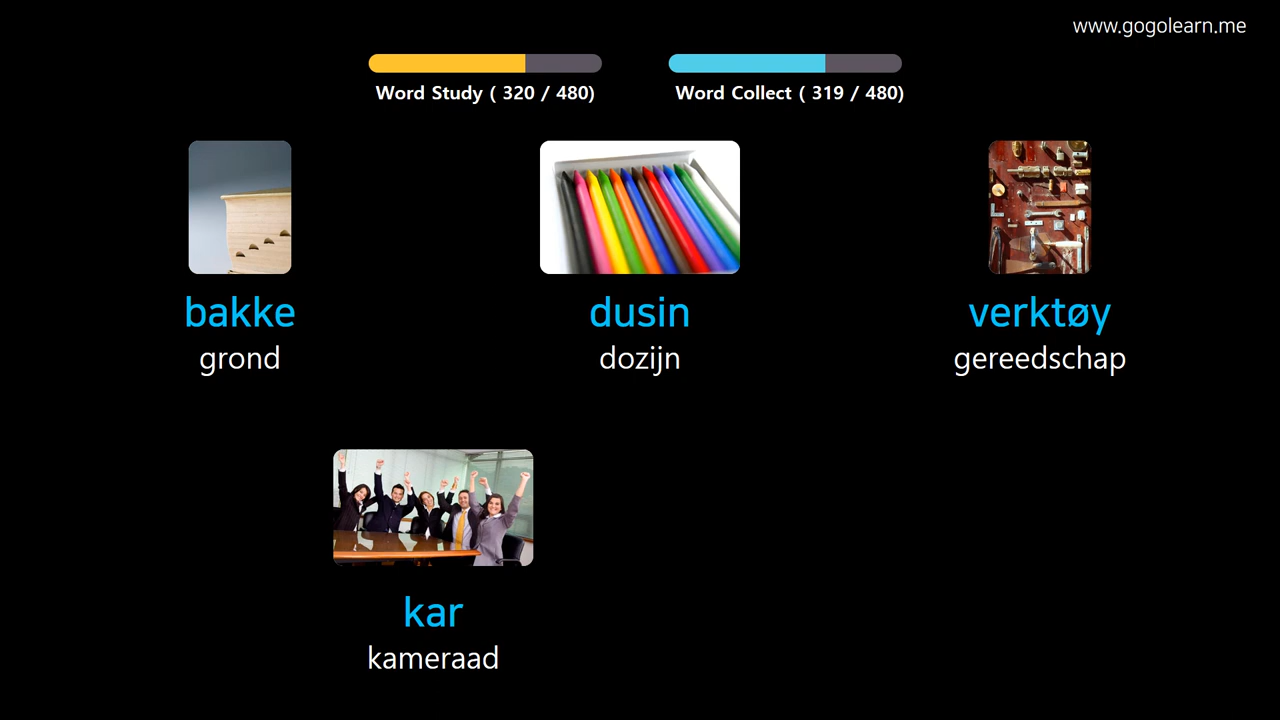 www.gogolearn.me
Word Study ( 320 / 480)
Word Collect ( 319 / 480)
bakke
grond
dusin
dozijn
verktøy
gereedschap
kar
kameraad